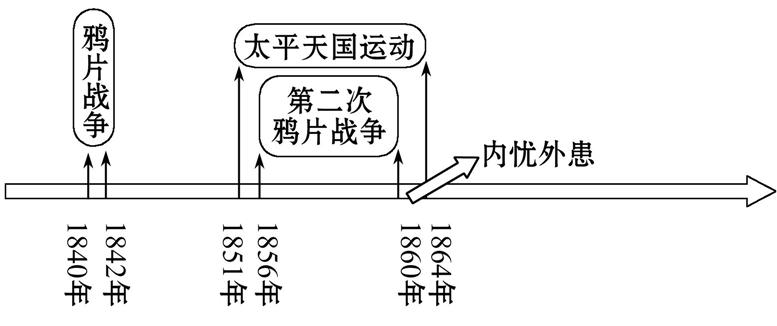 鸦片战争
太平天国运动
第二次
鸦片战争
内忧外患
1840年
1842年
1851年
1856年
1860年
1864年